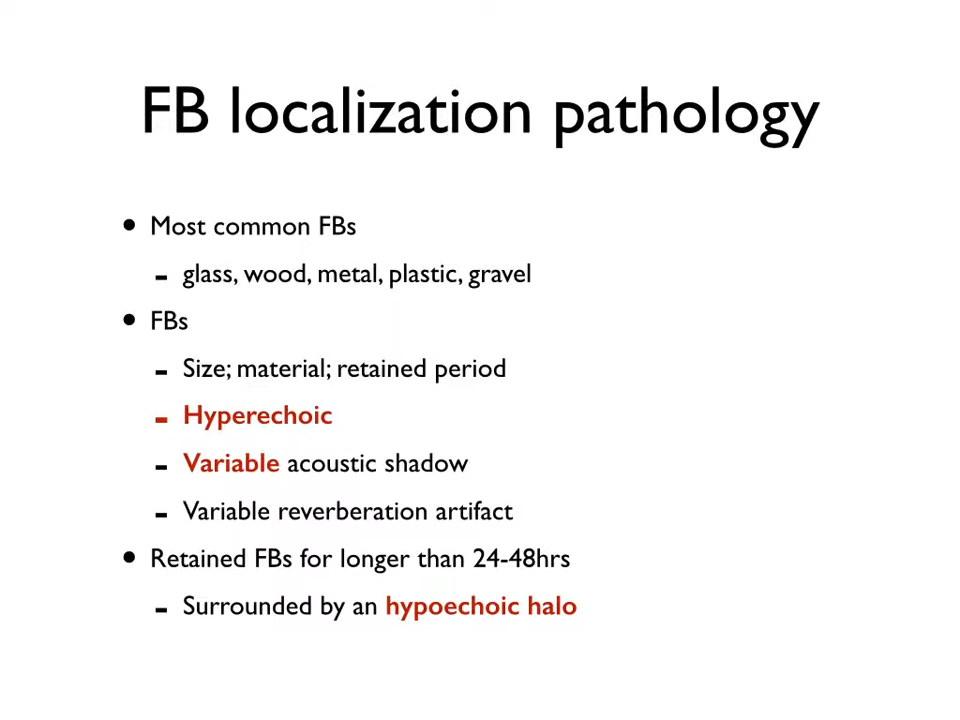 FB localization pathology
• Most common FBs
- glass, wood, metal, plastic, gravel
• FBs
- Size; material; retained period
- Hyperechoic
- Variable acoustic shadow
- Variable reverberation artifact
• Retained FBs for longer than 24-48hrs
- Surrounded by an hypoechoic halo